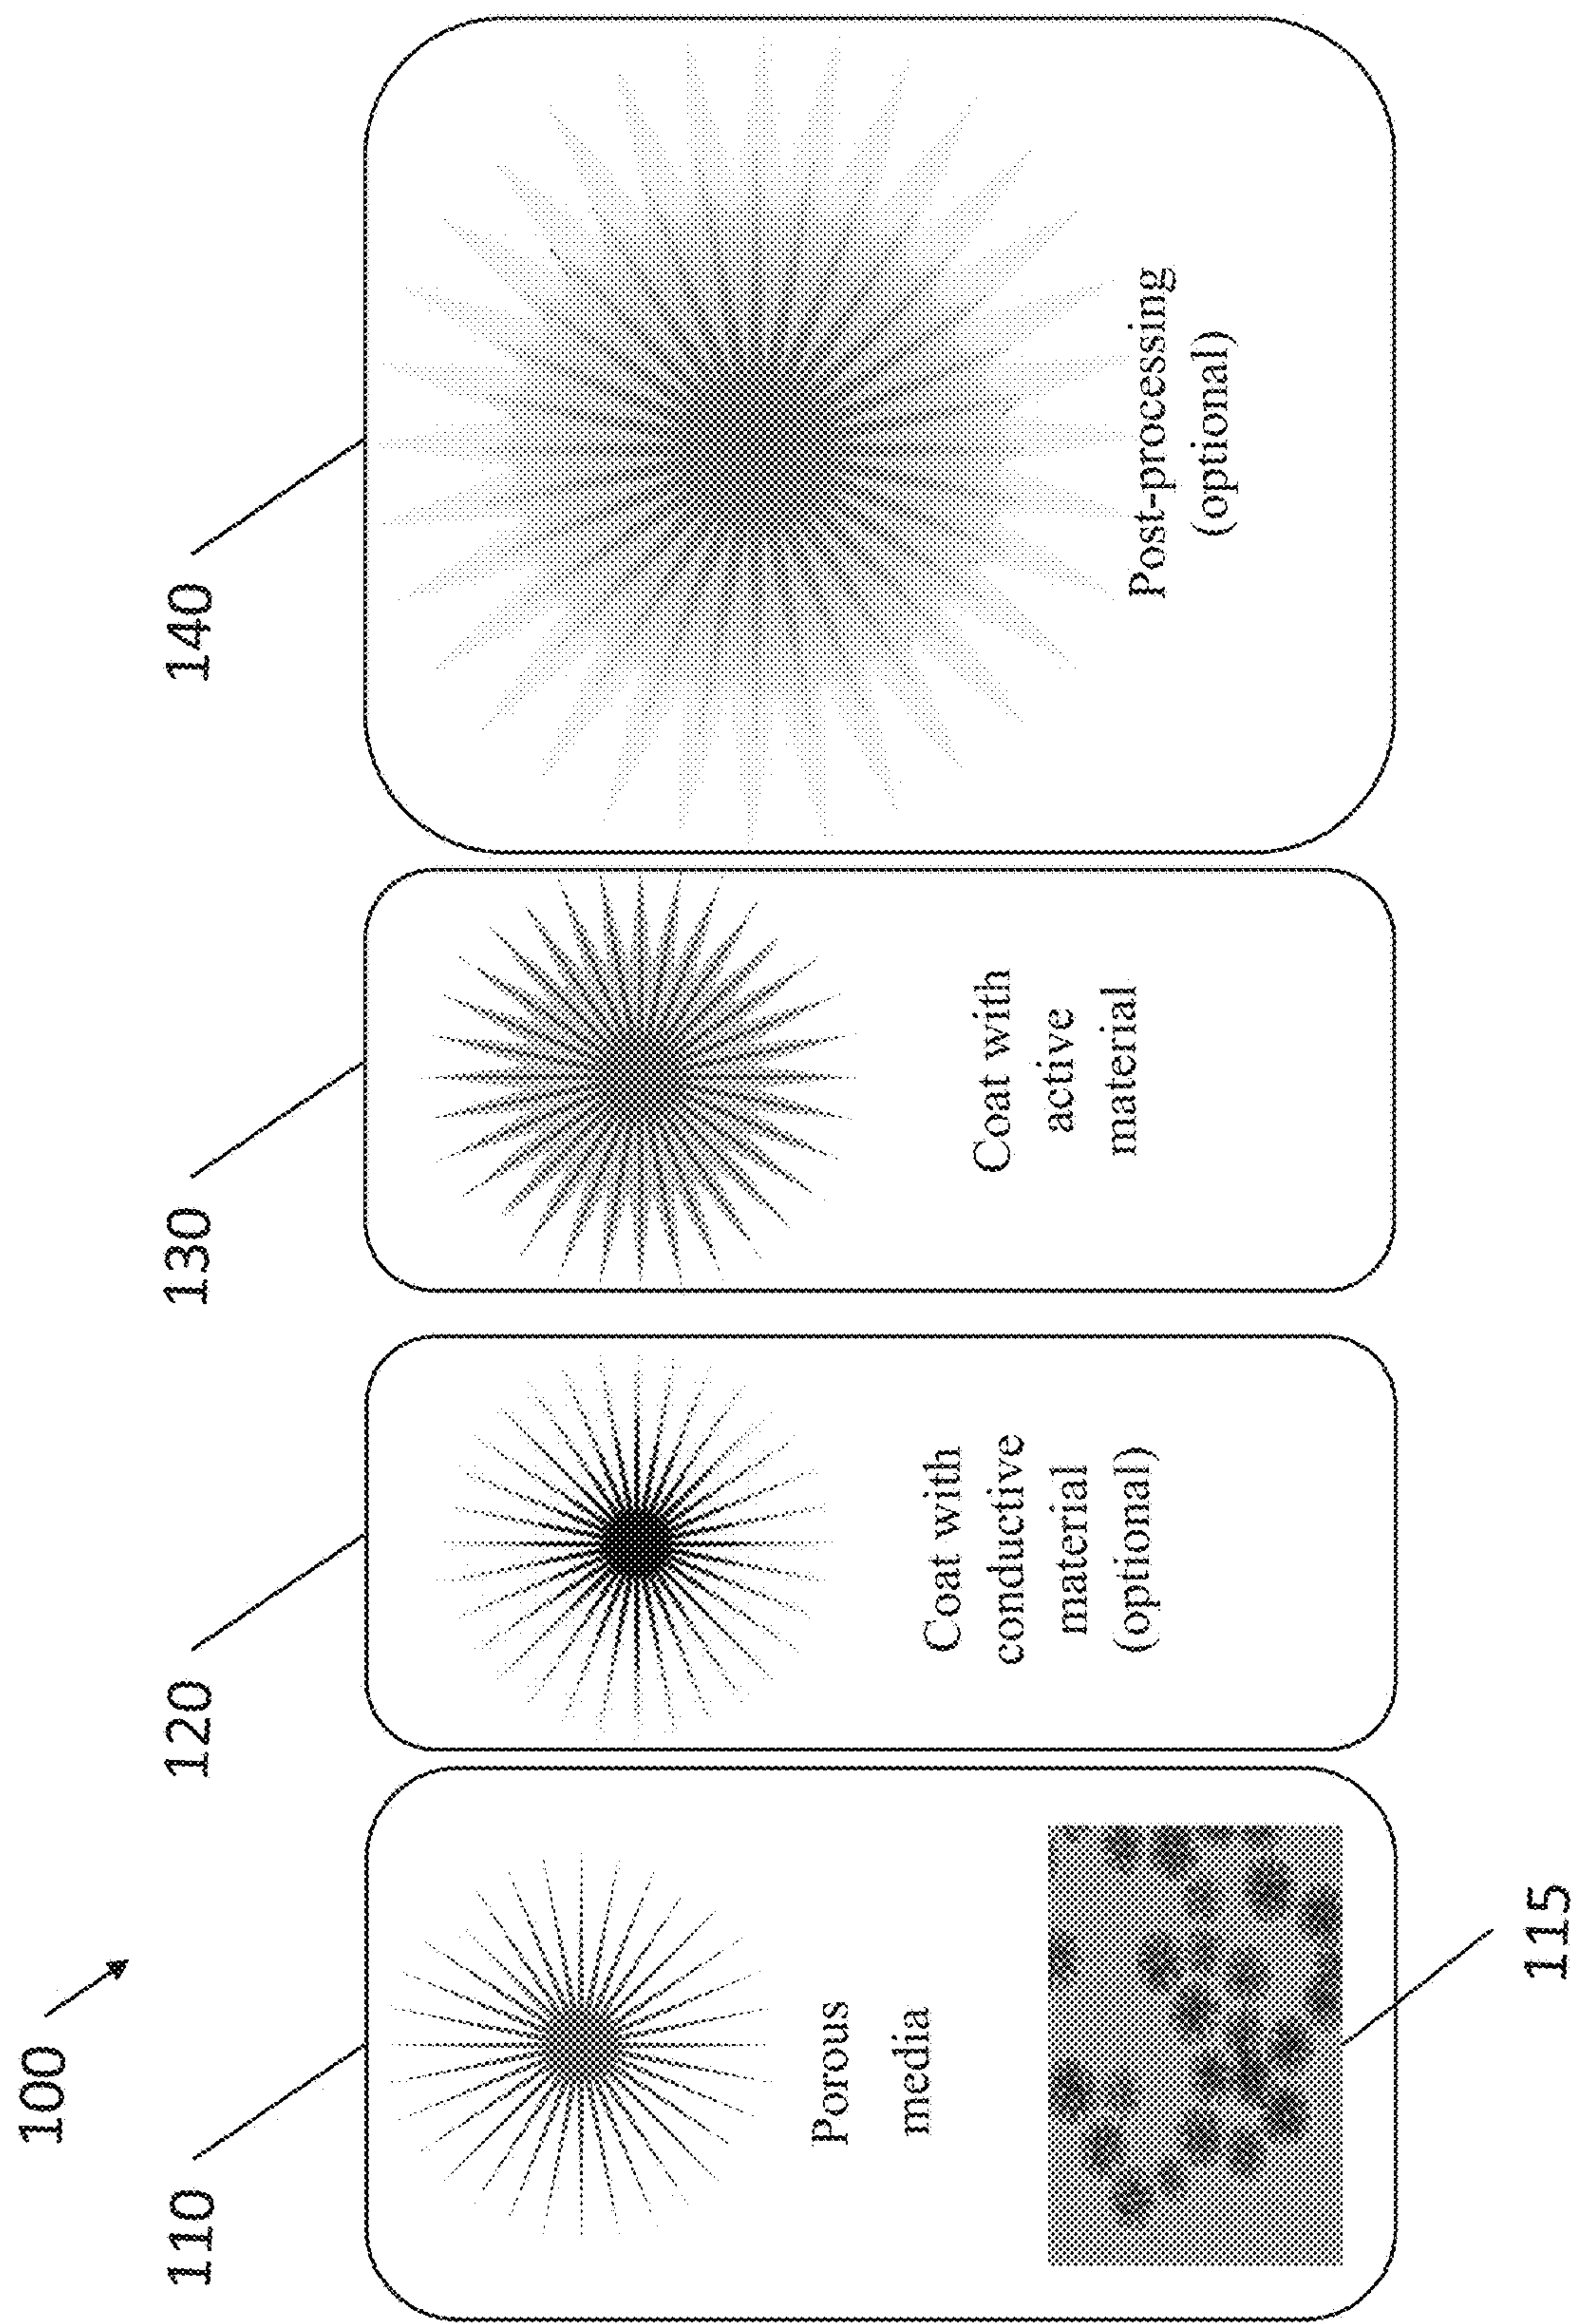 100
110
120
130
140
Porous
media
115
Coat with
conductive
material
(optional)
Coat with
active
material
Post-processing
(optional)